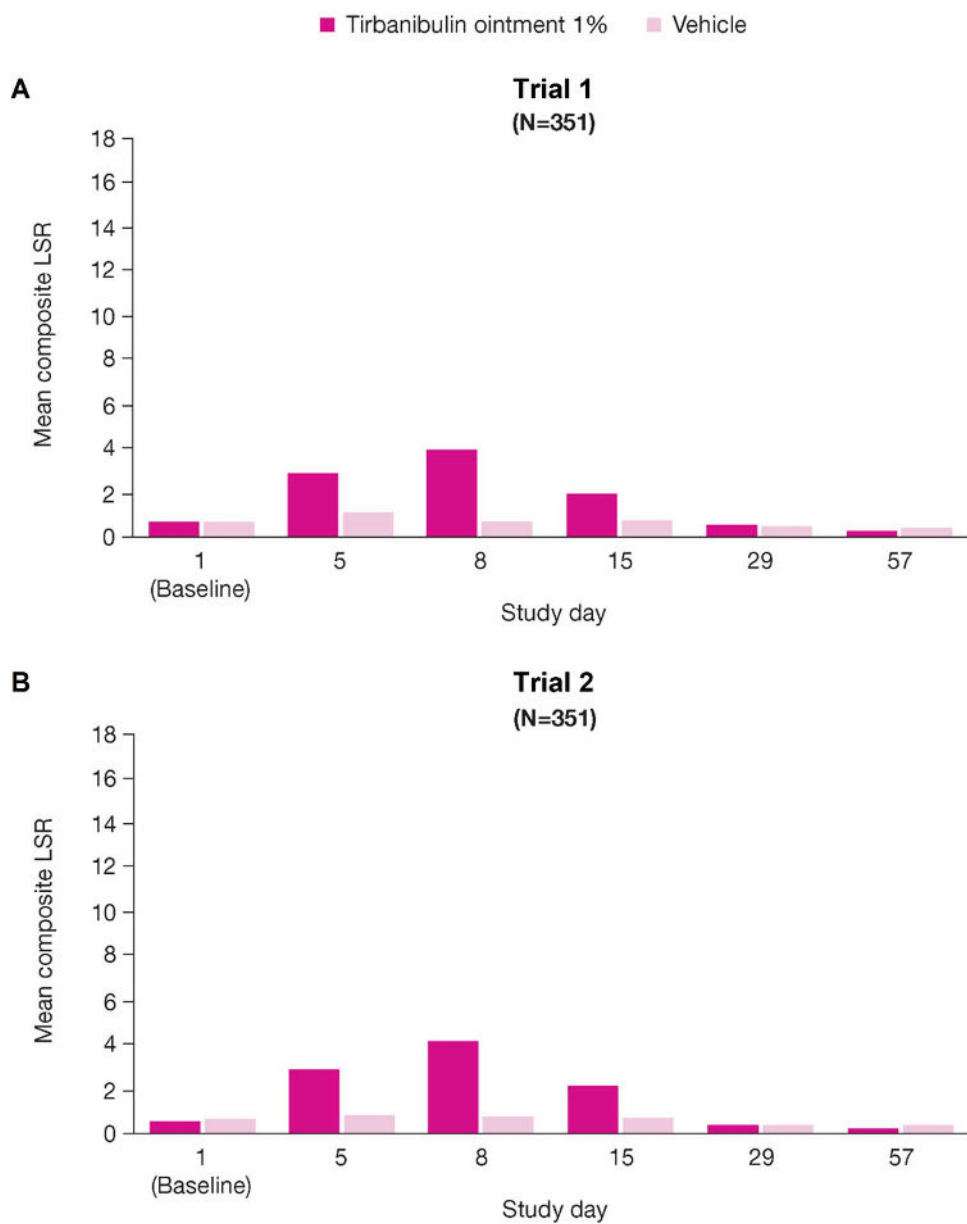 Tirbanibulin ointment 1% Vehicle
A
Trial 1
(N=351)
Mean composite LSR
18
16
14
12
10
8
6
4
2
0
1 5 8 15 29 57
(Baseline)
Study day
B
Trial 2
(N=351)
Mean composite LSR
18
16
14
12
10
8
6
4
2
0
1 5 8 15 29 57
(Baseline)
Study day